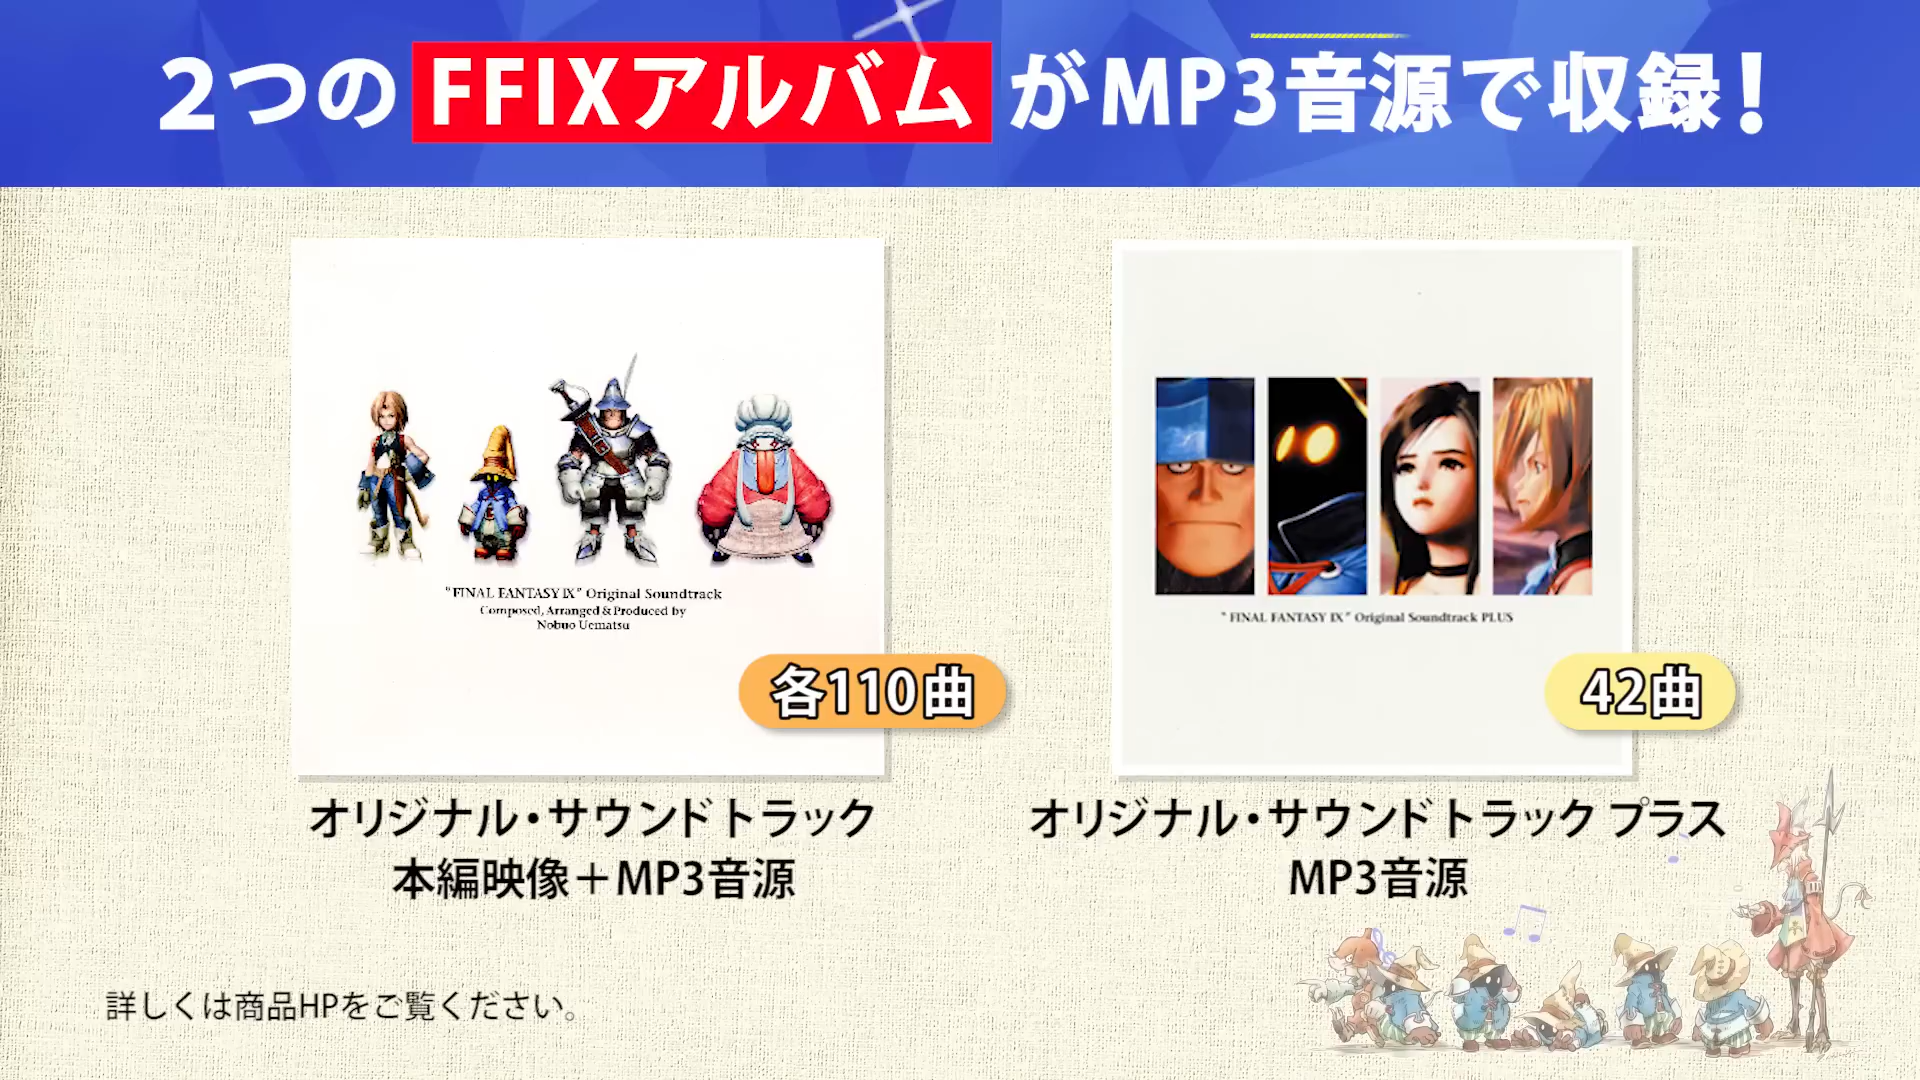 2つのFFIXアルバムがMP3音源で収録!
"FINAL FANTASY IX" Original Soundtrack
Composed, Arranged & Produced by
Nobuo Uematsu
各110曲
オリジナル・サウンドトラック
本編映像+MP3音源
"FINAL FANTASY IX" Original Soundtrack PLUS
42曲
オリジナル・サウンドトラック プラス
MP3音源
詳しくは商品HPをご覧ください。